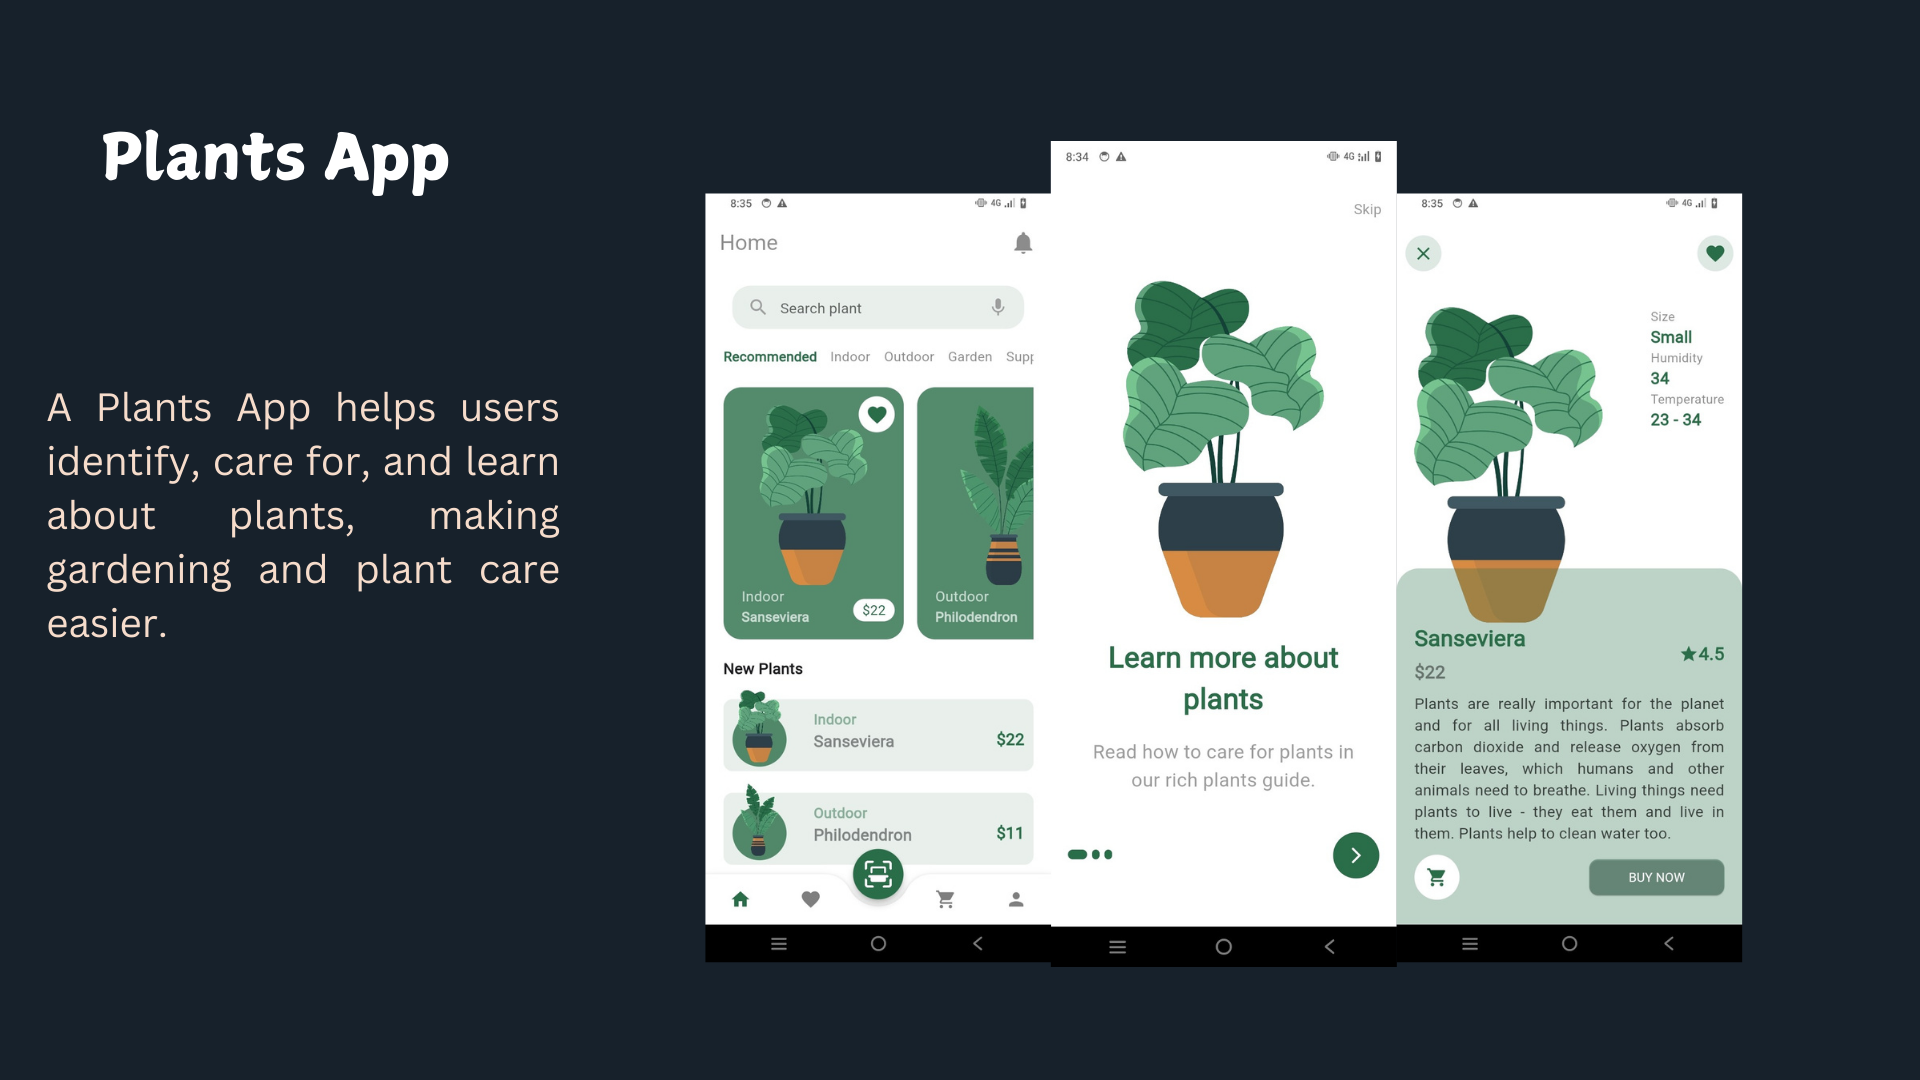 Plants App
A Plants App helps users
identify, care for, and learn
about plants, making
gardening and plant care
easier.
8:35
4G
Home
Search plant
Recommended Indoor Outdoor Garden Supp
Indoor
Sanseviera
$22
Outdoor
Philodendron
New Plants
Indoor
Sanseviera
$22
Outdoor
Philodendron
$11
8:34
4G
Skip
Learn more about
plants
Read how to care for plants in
our rich plants guide.
8:35
4G
Size
Small
Humidity
34
Temperature
23 - 34
Sanseviera
$22
4.5
Plants are really important for the planet
and for all living things. Plants absorb
carbon dioxide and release oxygen from
their leaves, which humans and other
animals need to breathe. Living things need
plants to live - they eat them and live in
them. Plants help to clean water too.
BUY NOW